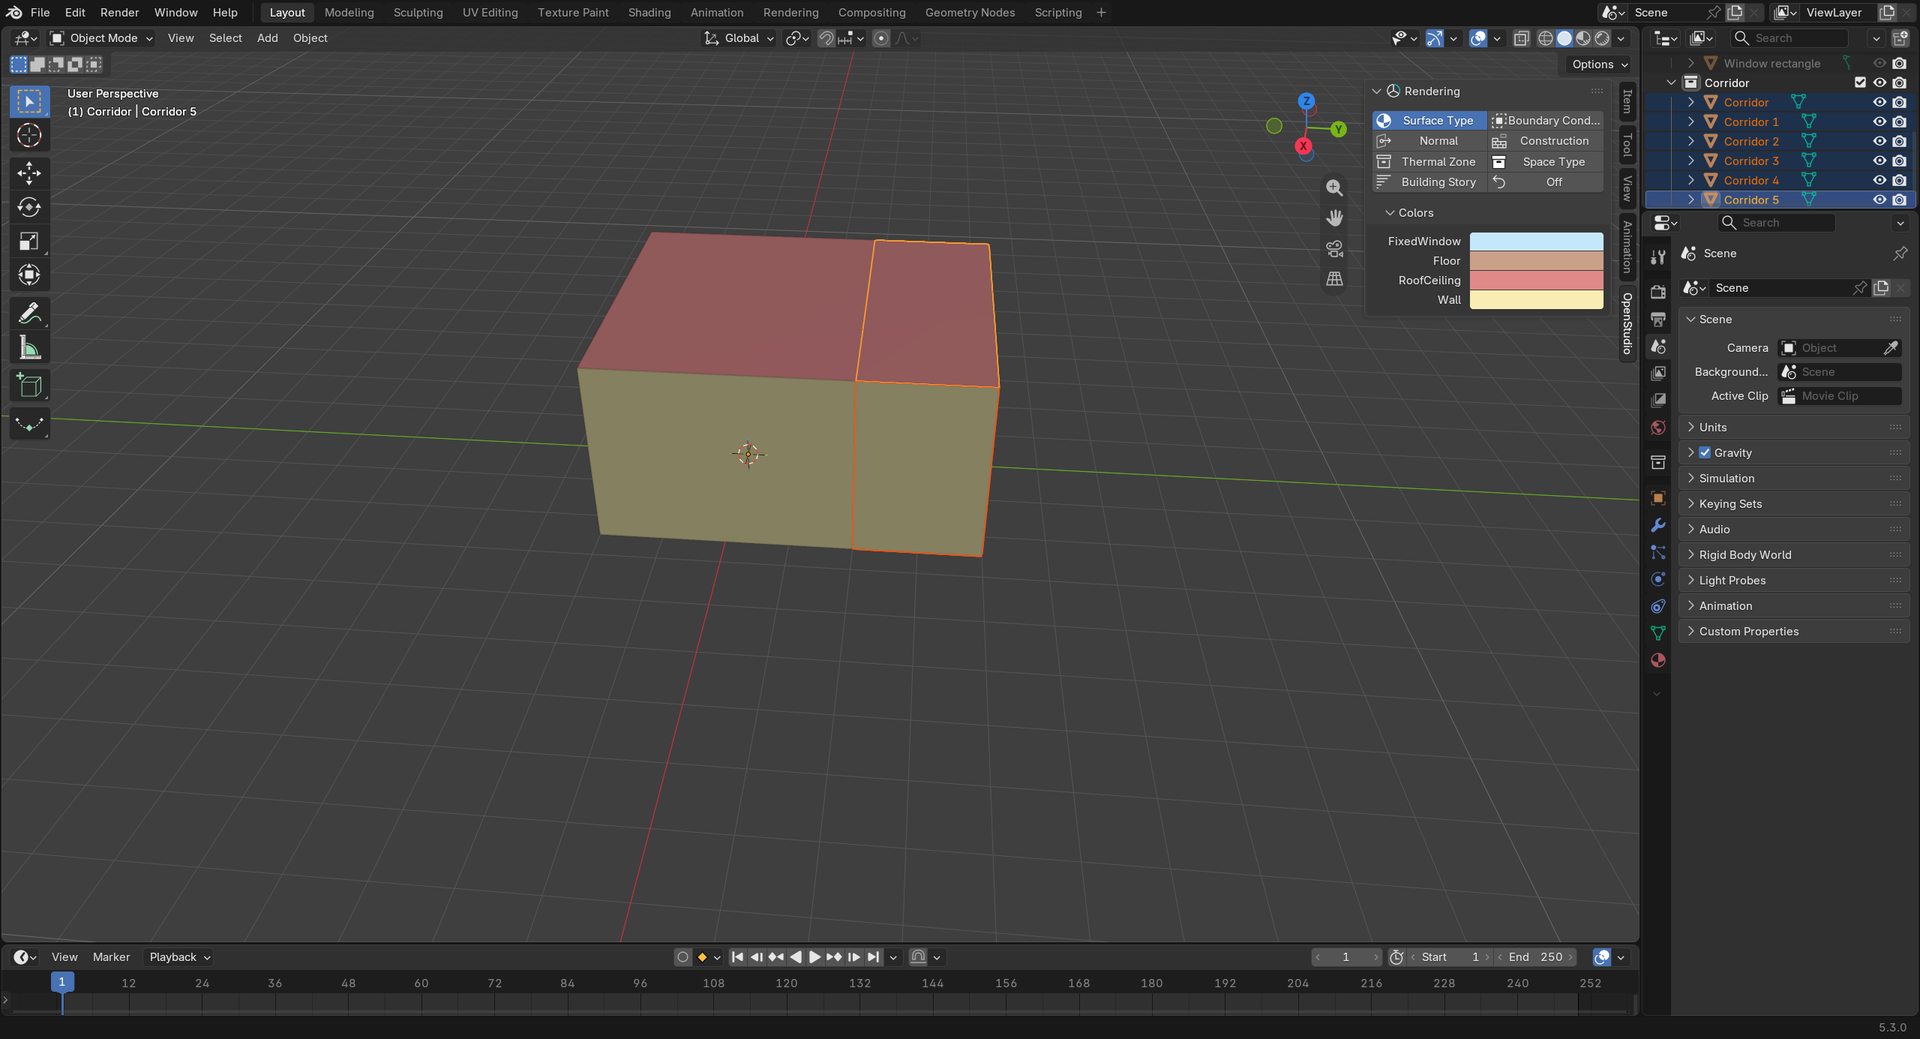 File Edit Render Window Help Layout Modeling Sculpting UV Editing Texture Paint Shading Animation Rendering Compositing Geometry Nodes Scripting + Scene ViewLayer
Object Mode View Select Add Object Global Search
Options
User Perspective
(1) Corridor | Corridor 5
Z
Y
X
Rendering
Surface Type Boundary Cond...
Normal Construction
Thermal Zone Space Type
Building Story Off
Colors
FixedWindow
Floor
RoofCeiling
Wall
Item
Tool
View
Animation
OpenStudio
Window rectangle
Corridor
Corridor
Corridor 1
Corridor 2
Corridor 3
Corridor 4
Corridor 5
Search
Scene
Scene
Scene
Camera Object
Background... Scene
Active Clip Movie Clip
Units
Gravity
Simulation
Keying Sets
Audio
Rigid Body World
Light Probes
Animation
Custom Properties
View Marker Playback 1 Start 1 End 250
1 12 24 36 48 60 72 84 96 108 120 132 144 156 168 180 192 204 216 228 240 252
5.3.0